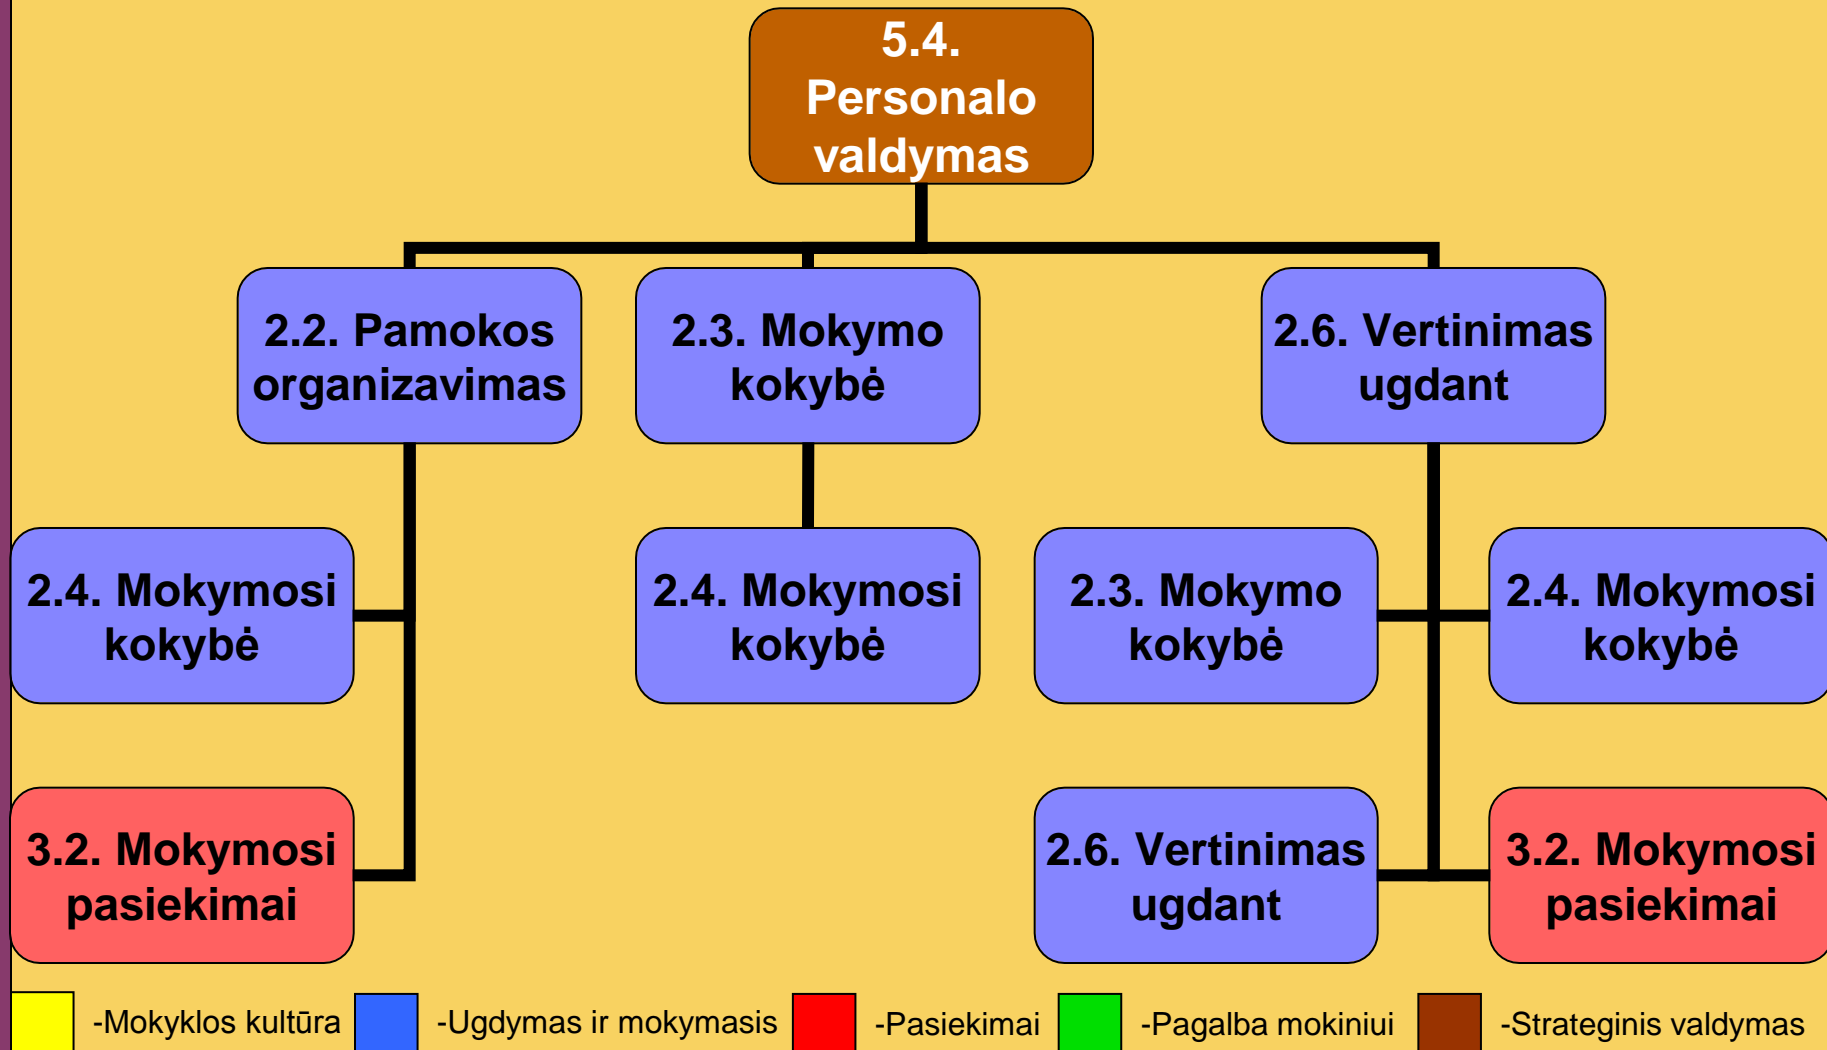 5.4.
Personalo
valdymas
2.2. Pamokos
organizavimas
2.3. Mokymo
kokybė
2.6. Vertinimas
ugdant
2.4. Mokymosi
kokybė
2.4. Mokymosi
kokybė
2.3. Mokymo
kokybė
2.4. Mokymosi
kokybė
3.2. Mokymosi
pasiekimai
2.6. Vertinimas
ugdant
3.2. Mokymosi
pasiekimai
-Mokyklos kultūra
-Ugdymas ir mokymasis
-Pasiekimai
-Pagalba mokiniui
-Strateginis valdymas